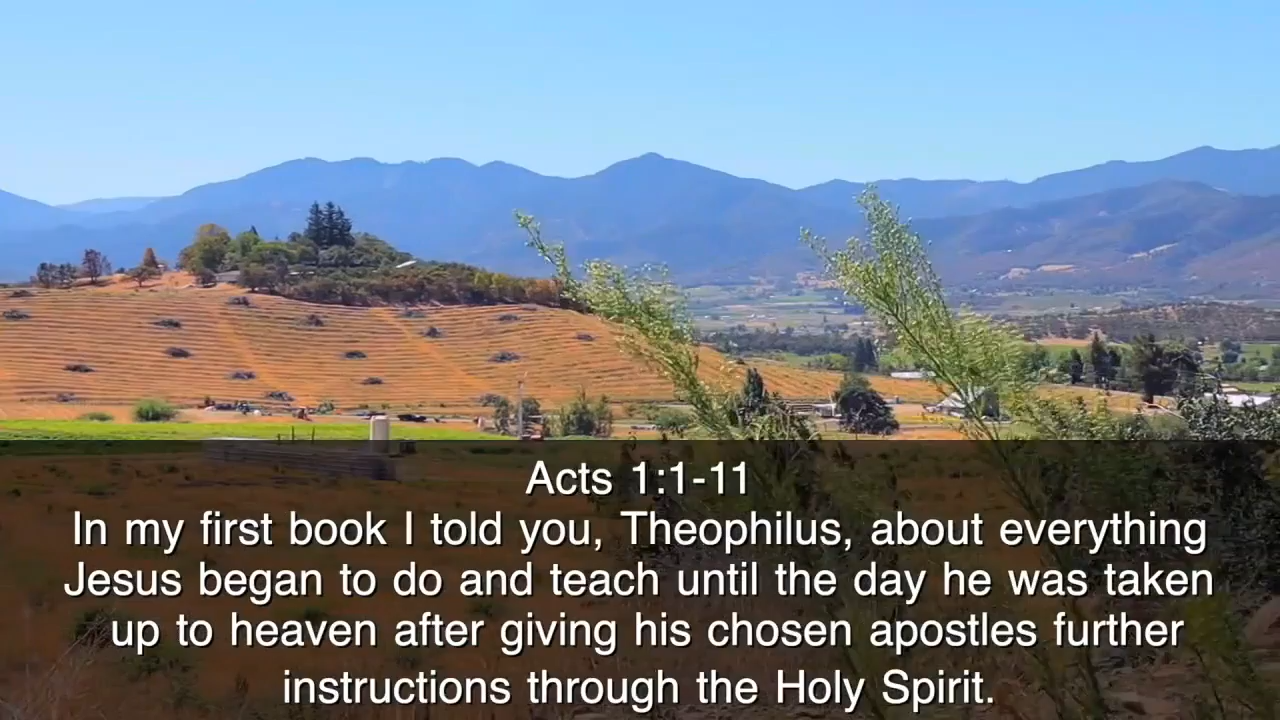 Acts 1:1-11
In my first book I told you, Theophilus, about everything
Jesus began to do and teach until the day he was taken
up to heaven after giving his chosen apostles further
instructions through the Holy Spirit.